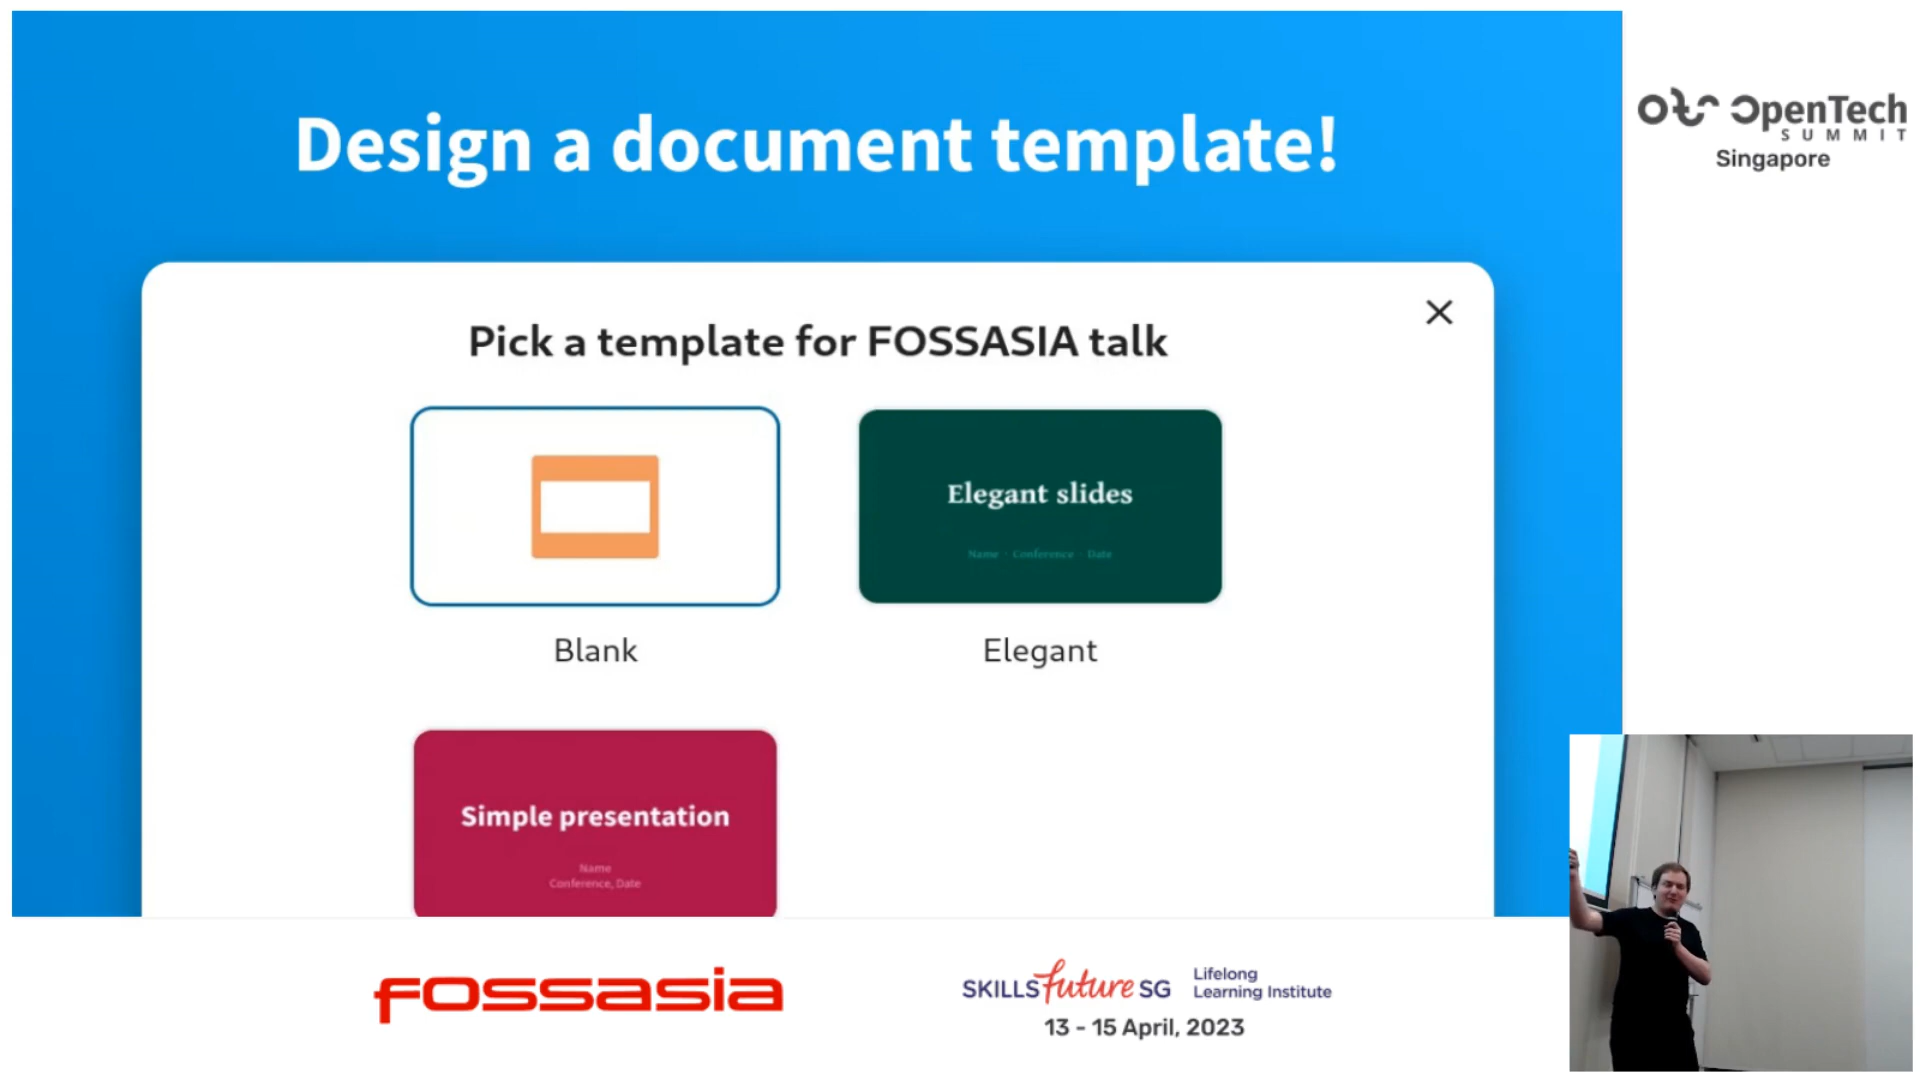 Design a document template!
OpenTech
SUMMIT
Singapore
Pick a template for FOSSASIA talk
Elegant slides
Name · Conference · Date
Blank
Elegant
Simple presentation
Name
Conference, Date
fossasia
SKILLSfuture SG
Lifelong
Learning Institute
13 - 15 April, 2023